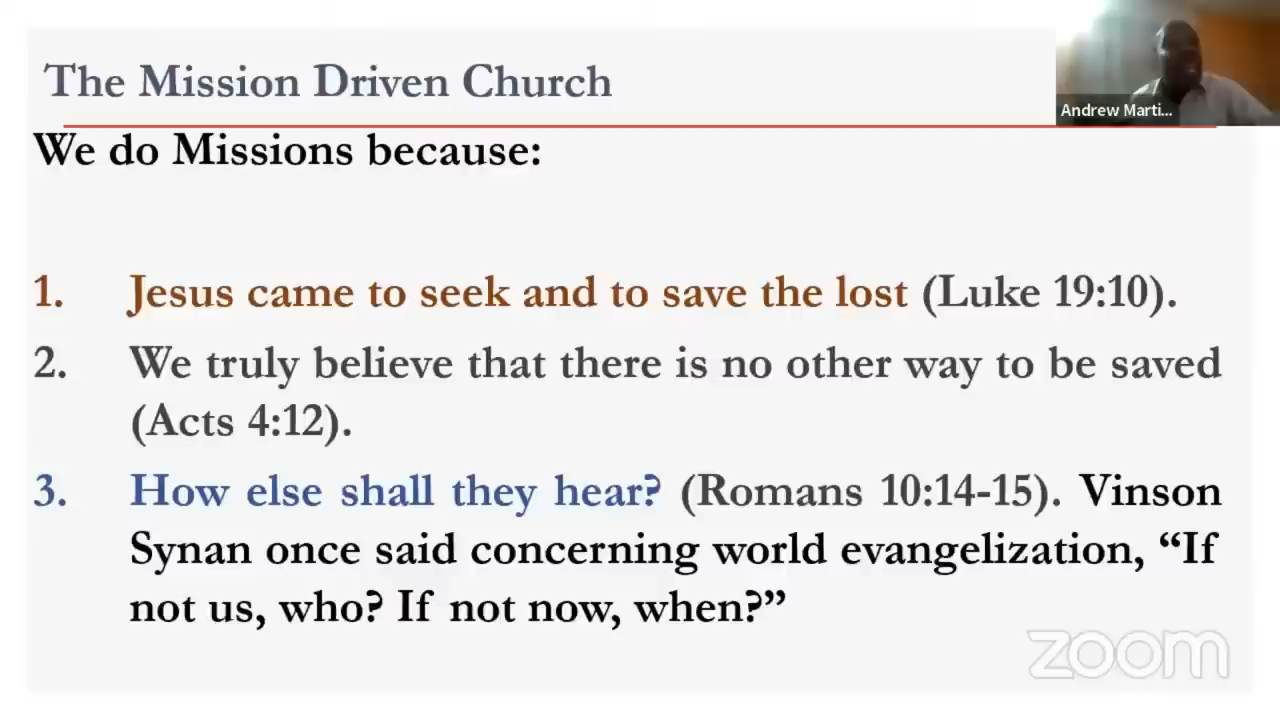 The Mission Driven Church
Andrew Marti...
We do Missions because:
1. Jesus came to seek and to save the lost (Luke 19:10).
2. We truly believe that there is no other way to be saved
(Acts 4:12).
3. How else shall they hear? (Romans 10:14-15). Vinson
Synan once said concerning world evangelization, “If
not us, who? If not now, when?”
zoom